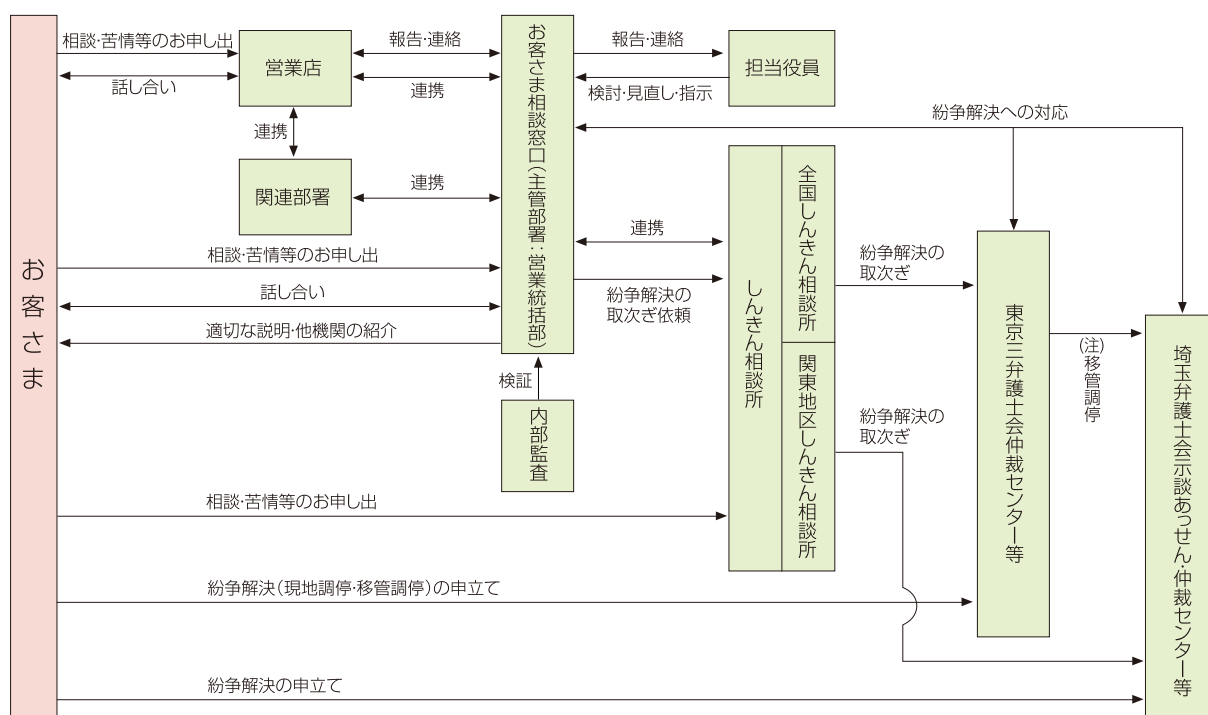 お客さま
相談・苦情等のお申し出
話し合い
営業店
連携
関連部署
報告・連絡
連携
連携
相談・苦情等のお申し出
話し合い
適切な説明・他機関の紹介
お客さま相談窓口(主管部署:営業統括部)
検証
内部監査
報告・連絡
検討・見直し・指示
担当役員
紛争解決への対応
連携
紛争解決の
取次ぎ依頼
しんきん相談所
全国しんきん相談所
関東地区しんきん相談所
紛争解決の
取次ぎ
紛争解決の
取次ぎ
東京三弁護士会仲裁センター等
(注)
移管調停
埼玉弁護士会示談あっせん・仲裁センター等
相談・苦情等のお申し出
紛争解決(現地調停・移管調停)の申立て
紛争解決の申立て